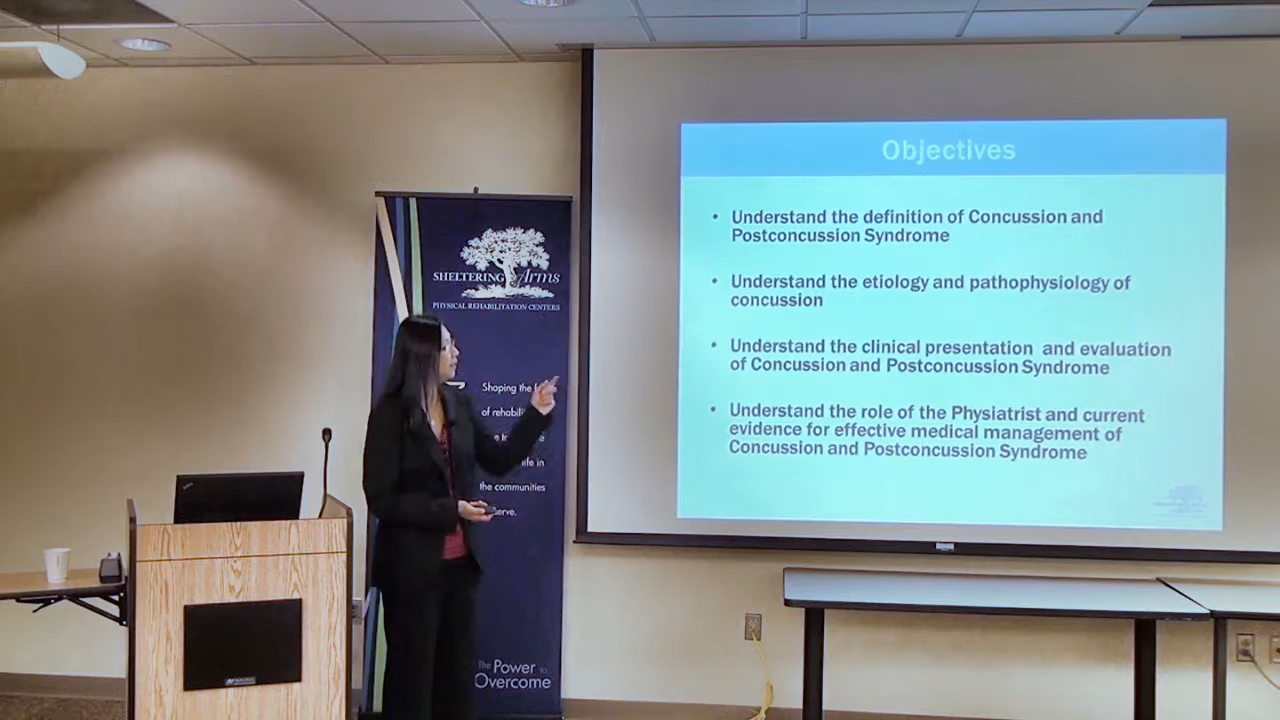 Objectives
• Understand the definition of Concussion and
Postconcussion Syndrome
• Understand the etiology and pathophysiology of
concussion
• Understand the clinical presentation and evaluation
of Concussion and Postconcussion Syndrome
• Understand the role of the Physiatrist and current
evidence for effective medical management of
Concussion and Postconcussion Syndrome
SHELTERING Arms
PHYSICAL REHABILITATION CENTERS
Shaping the
of
life in
the communities
serve.
The Power to
Overcome